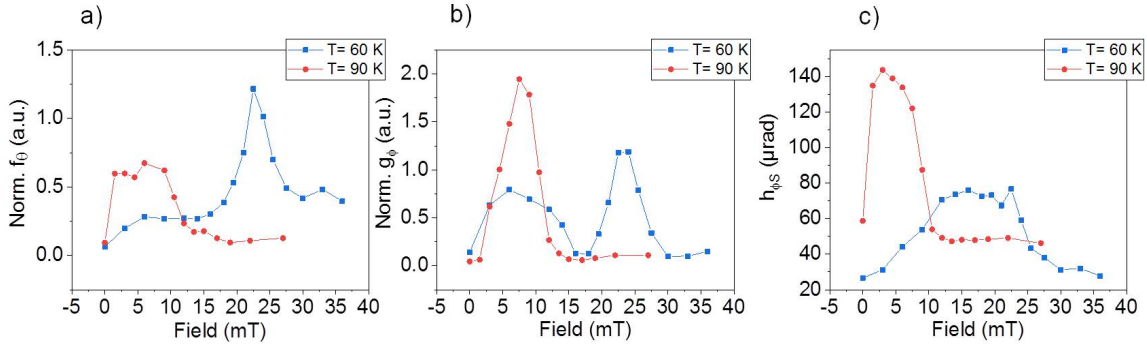 a)
Norm. fθ (a.u.)
1.5
1.0
0.5
0.0
T= 60 K
T= 90 K
-5 0 5 10 15 20 25 30 35 40
Field (mT)
b)
Norm. gϕ (a.u.)
2.0
1.5
1.0
0.5
0.0
T= 60 K
T= 90 K
-5 0 5 10 15 20 25 30 35 40
Field (mT)
c)
hϕS (μrad)
140
120
100
80
60
40
20
T= 60 K
T= 90 K
-5 0 5 10 15 20 25 30 35 40
Field (mT)